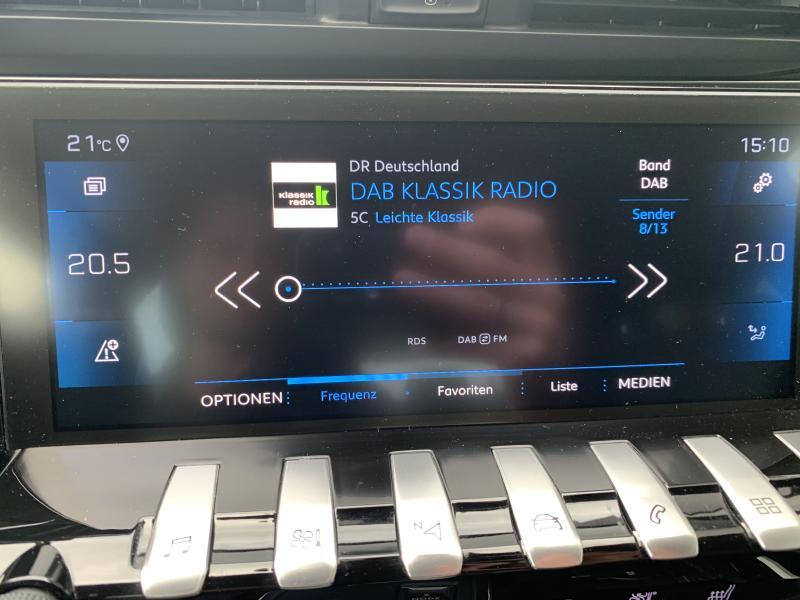 21°C
15:10
DR Deutschland
DAB KLASSIK RADIO
5C Leichte Klassik
KLASSIK
radio
Band
DAB
Sender
8/13
20.5
21.0
RDS
DAB FM
OPTIONEN
Frequenz
Favoriten
Liste
MEDIEN
N